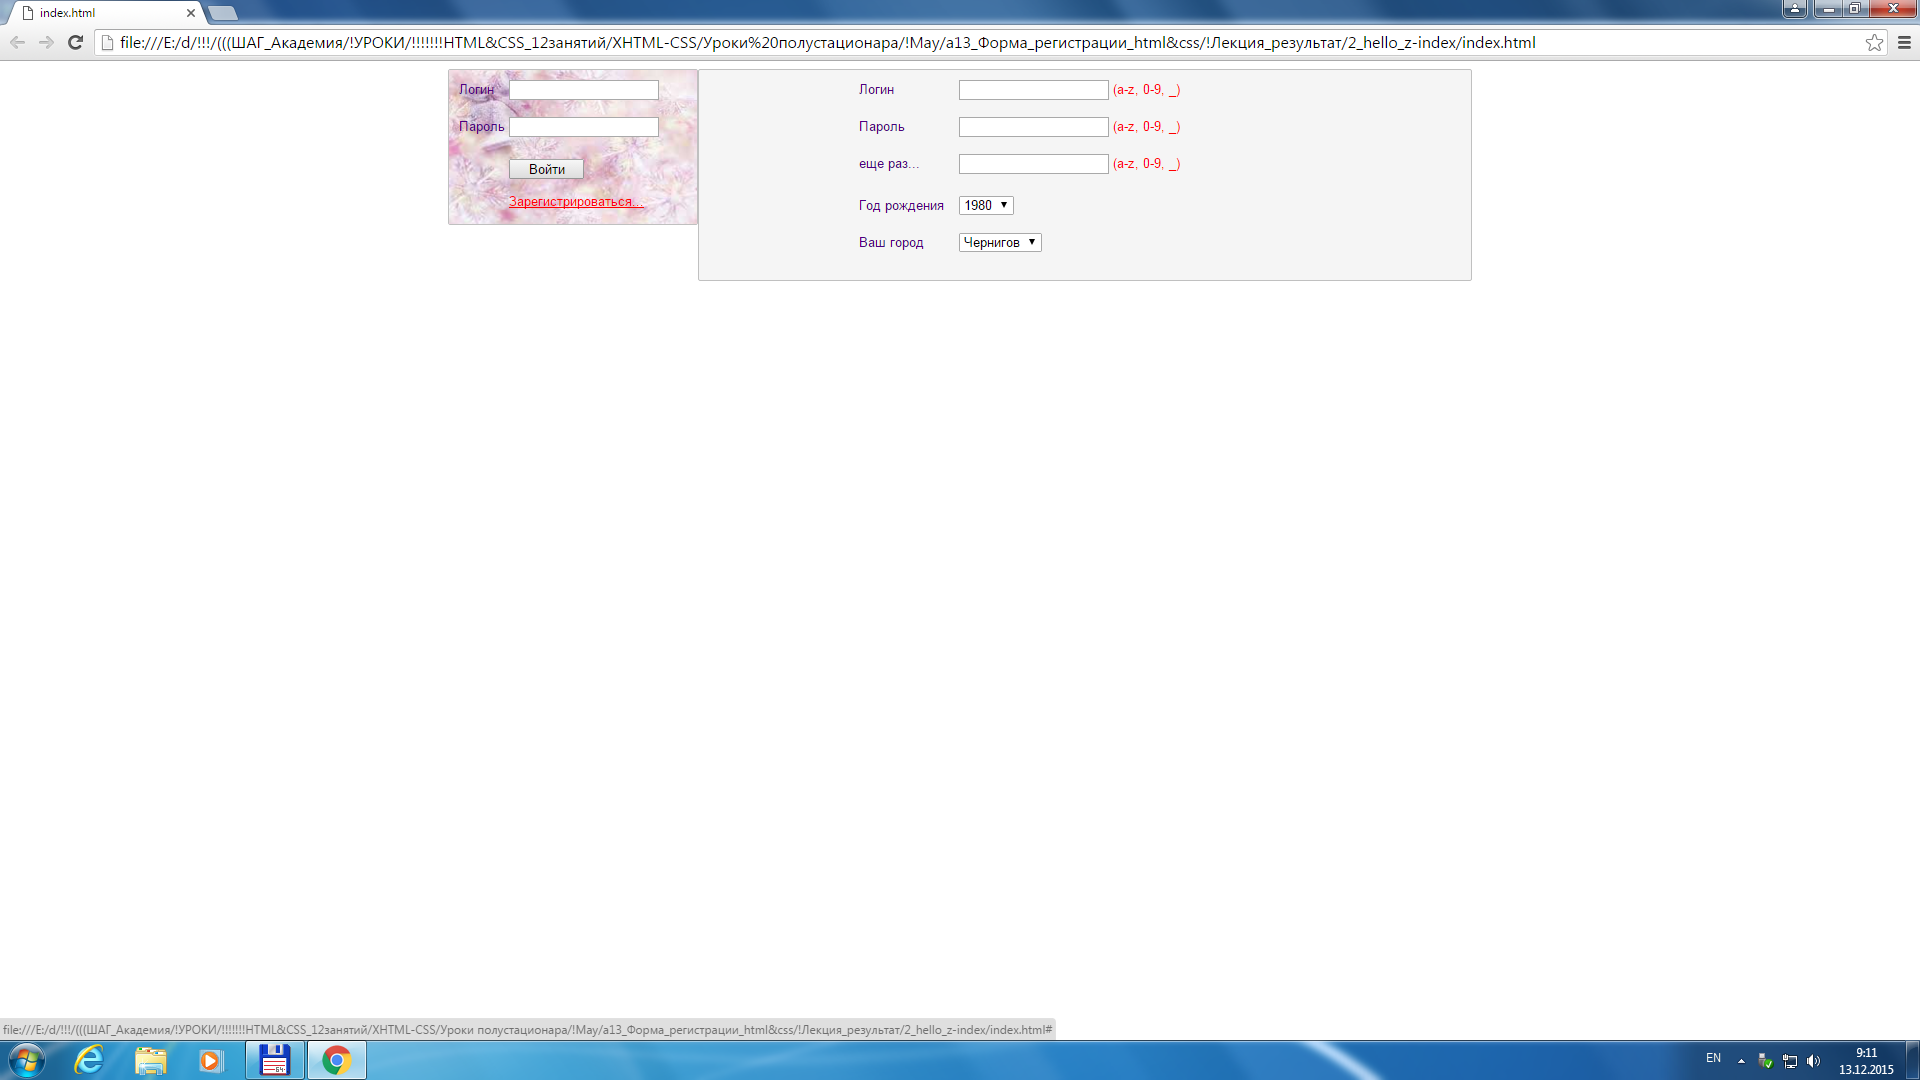 index.html
file:///E:/d/!!!/(((ШАГ_Академия/!УРОКИ/!!!!!!!HTML&CSS_12занятий/XHTML-CSS/Уроки%20полустационара/!May/a13_Форма_регистрации_html&css/!Лекция_результат/2_hello_z-index/index.html
Логин
Пароль
Войти
Зарегистрироваться...
Логин (a-z, 0-9, _)
Пароль (a-z, 0-9, _)
еще раз... (a-z, 0-9, _)
Год рождения 1980
Ваш город Чернигов
file:///E:/d/!!!/(((ШАГ_Академия/!УРОКИ/!!!!!!!HTML&CSS_12занятий/XHTML-CSS/Уроки полустационара/!May/a13_Форма_регистрации_html&css/!Лекция_результат/2_hello_z-index/index.html#
64
EN
9:11
13.12.2015